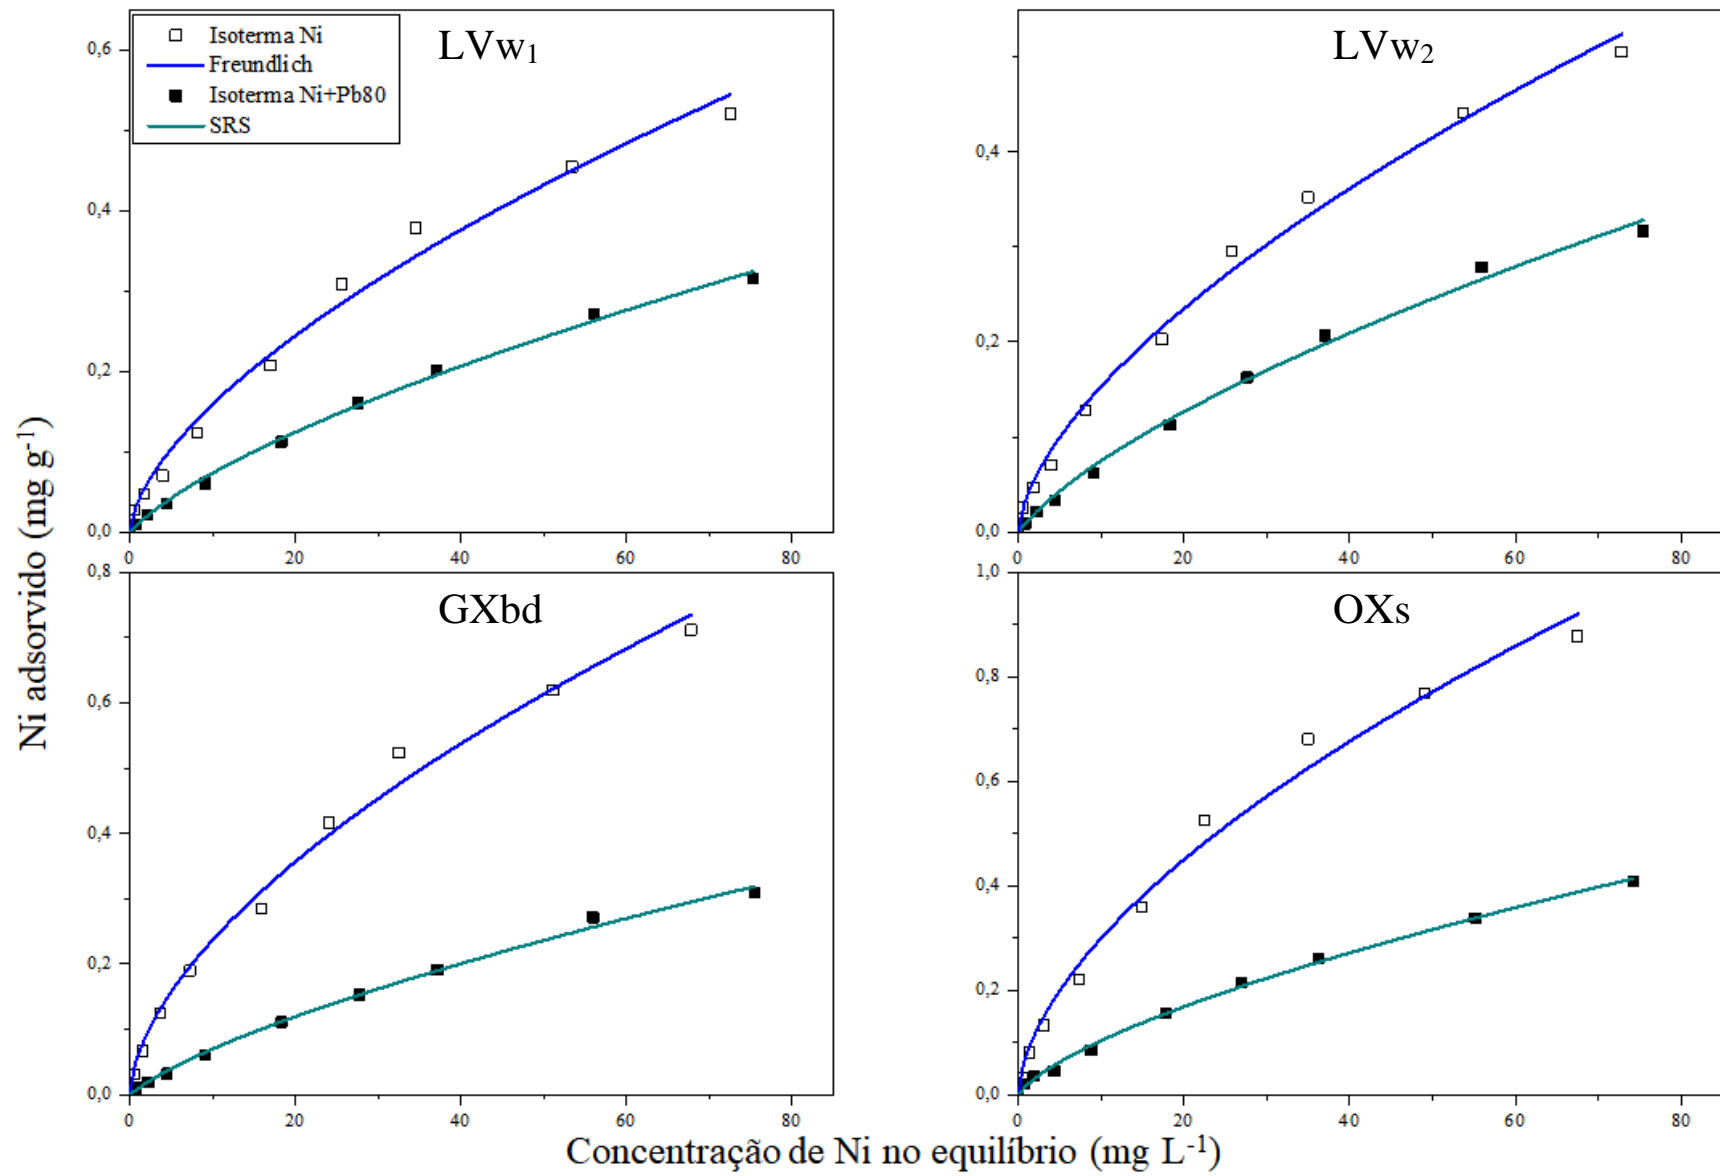 Isoterma Ni
Freundlich
Isoterma Ni+Pb80
SRS
LVw₁
0,6
0,4
0,2
0,0
0 20 40 60 80
LVw₂
0,4
0,2
0,0
0 20 40 60 80
GXbd
0,8
0,6
0,4
0,2
0,0
0 20 40 60 80
OXs
1,0
0,8
0,6
0,4
0,2
0,0
0 20 40 60 80
Ni adsorvido (mg g⁻¹)
Concentração de Ni no equilíbrio (mg L⁻¹)